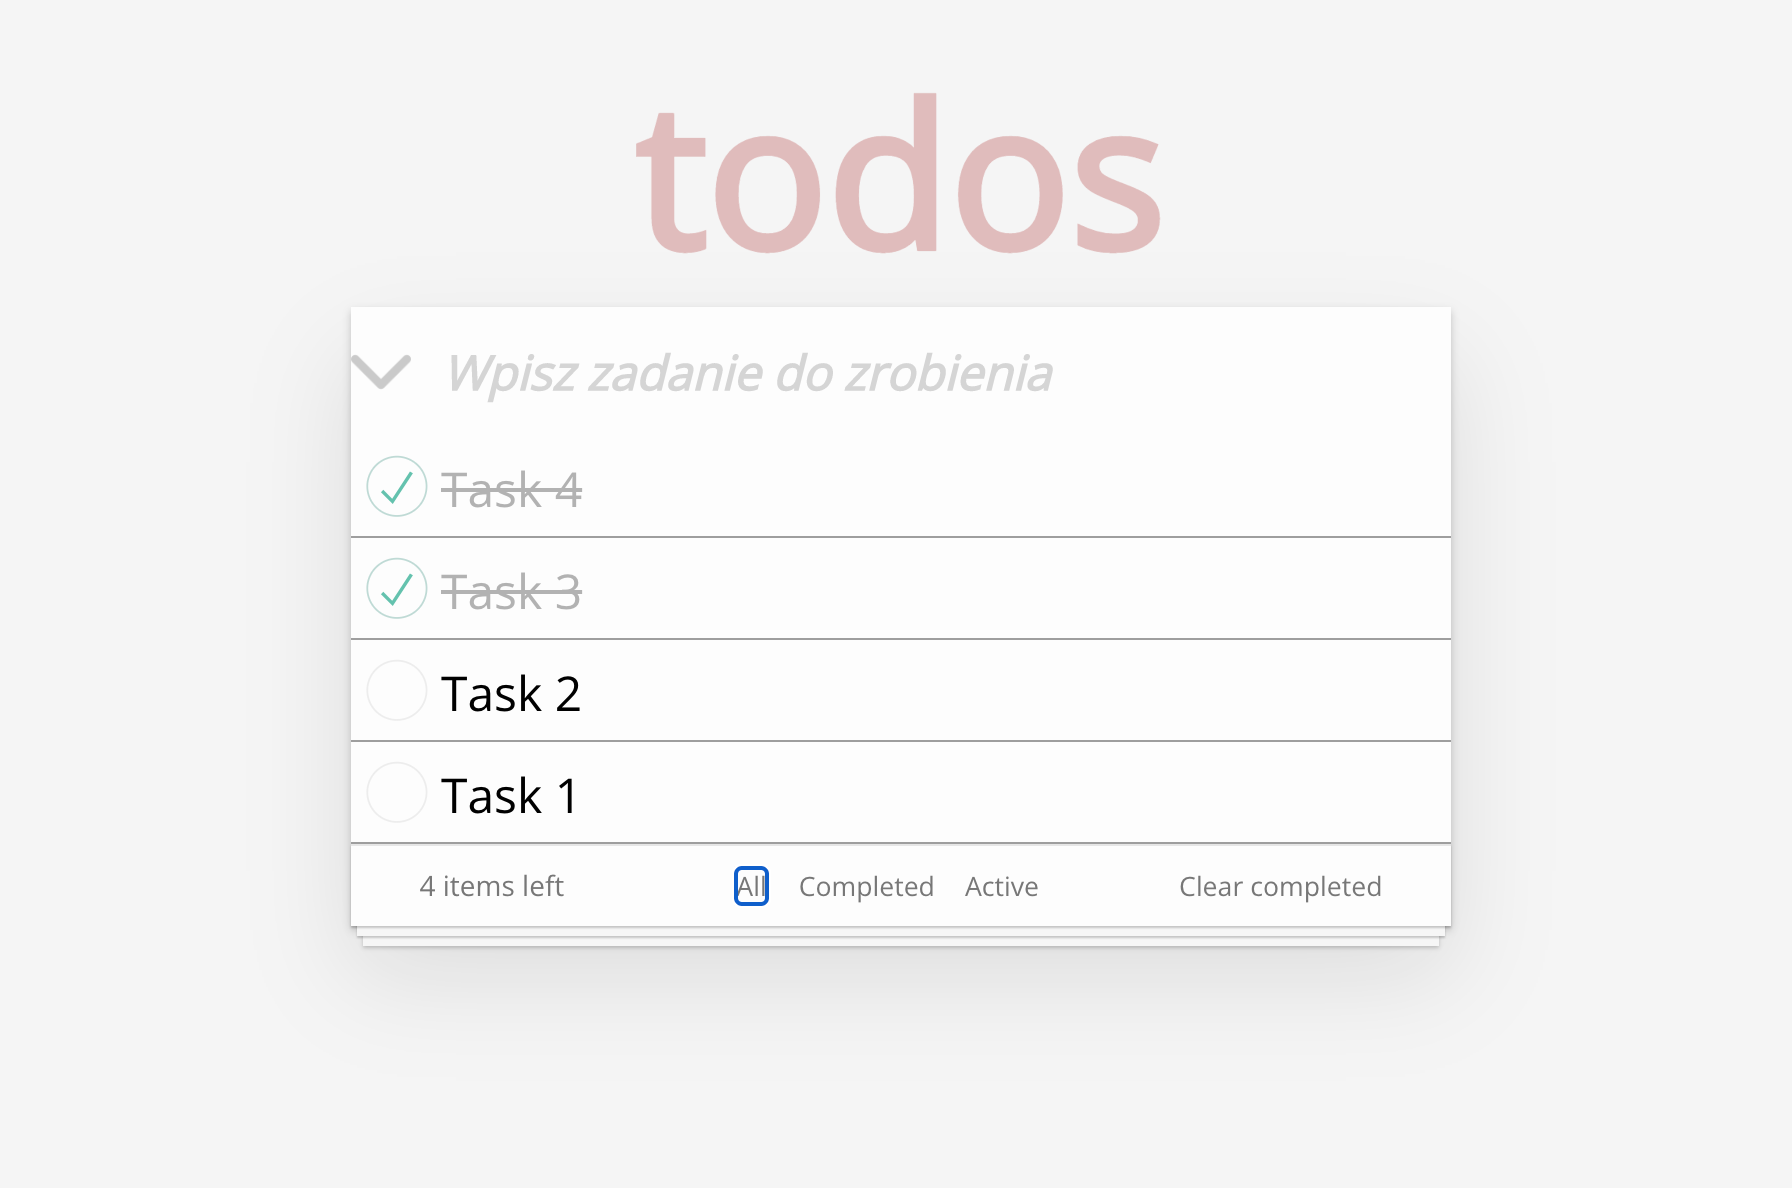 todos
Wpisz zadanie do zrobienia
Task 4
Task 3
Task 2
Task 1
4 items left All Completed Active Clear completed